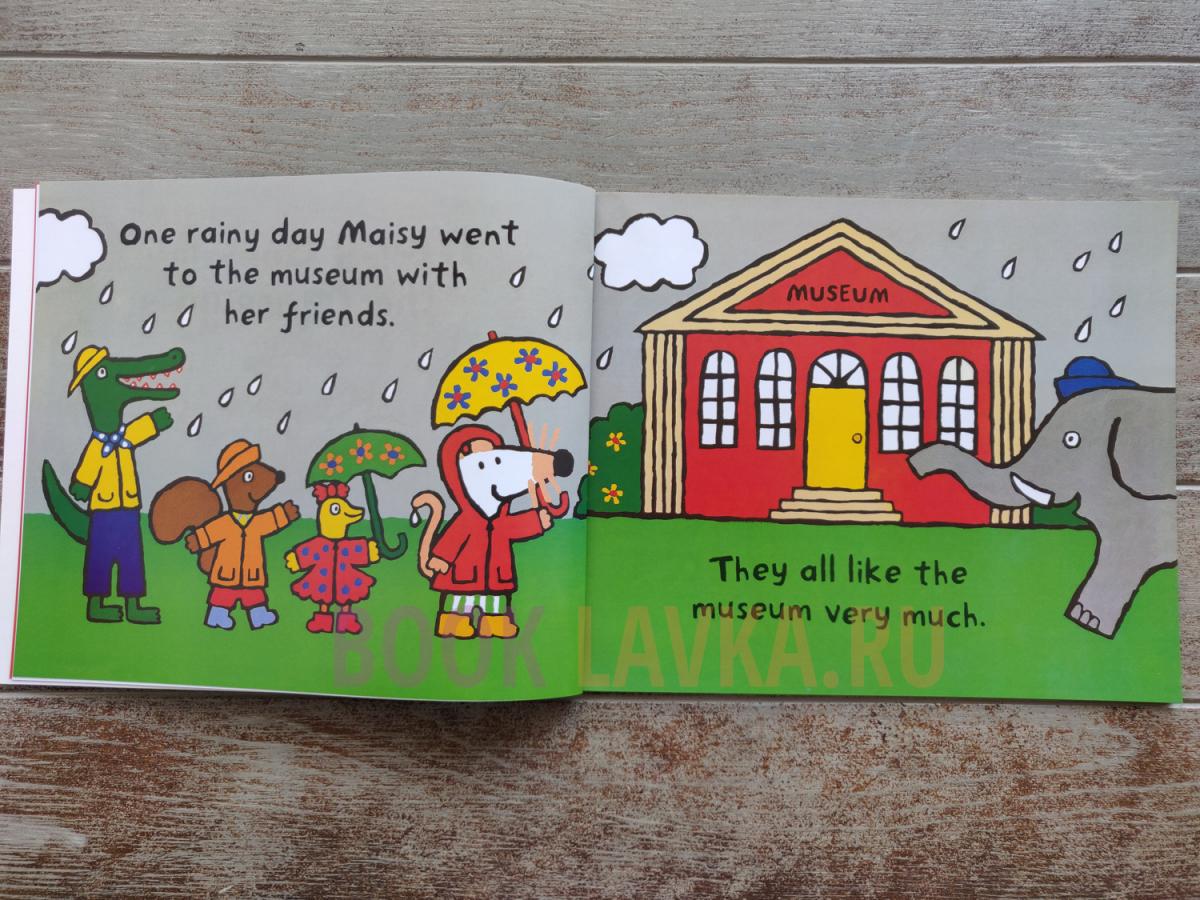 One rainy day Maisy went
to the museum with
her friends.
MUSEUM
They all like the
museum very much.
BOOK LAVKA.RU